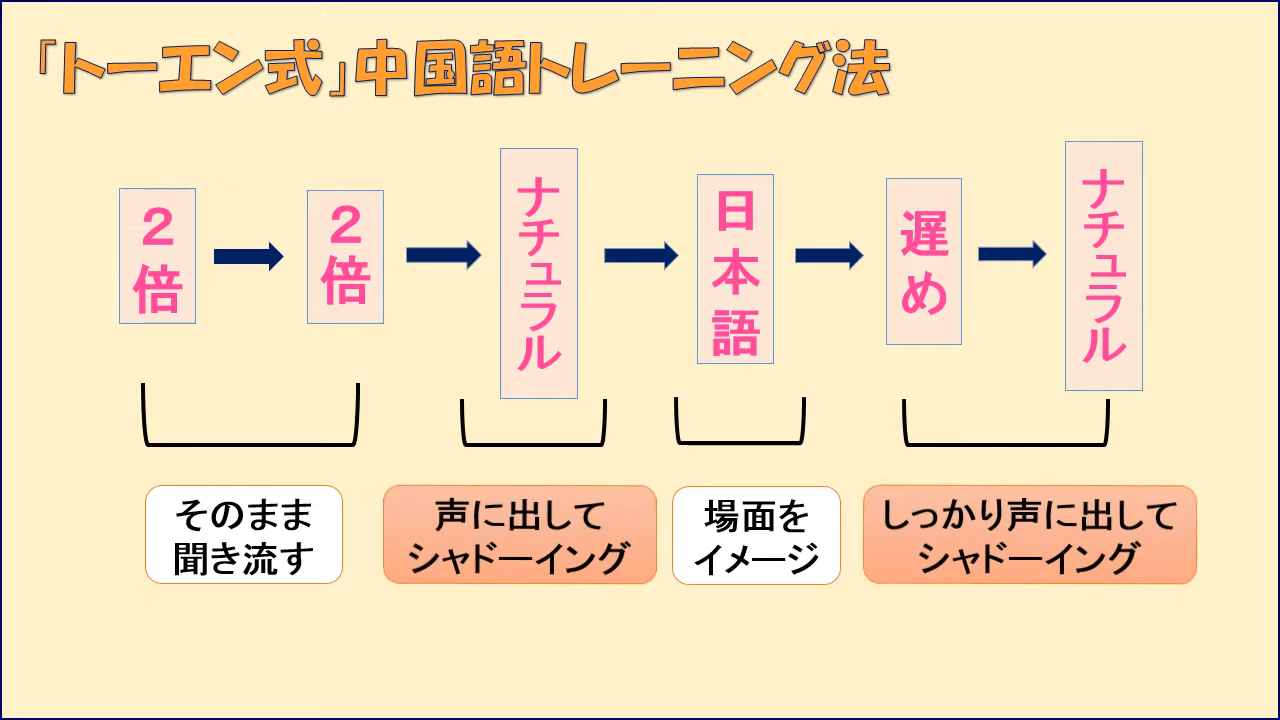 「トーエン式」中国語トレーニング法
２倍
２倍
ナチュラル
日本語
遅め
ナチュラル
そのまま
聞き流す
声に出して
シャドーイング
場面を
イメージ
しっかり声に出して
シャドーイング